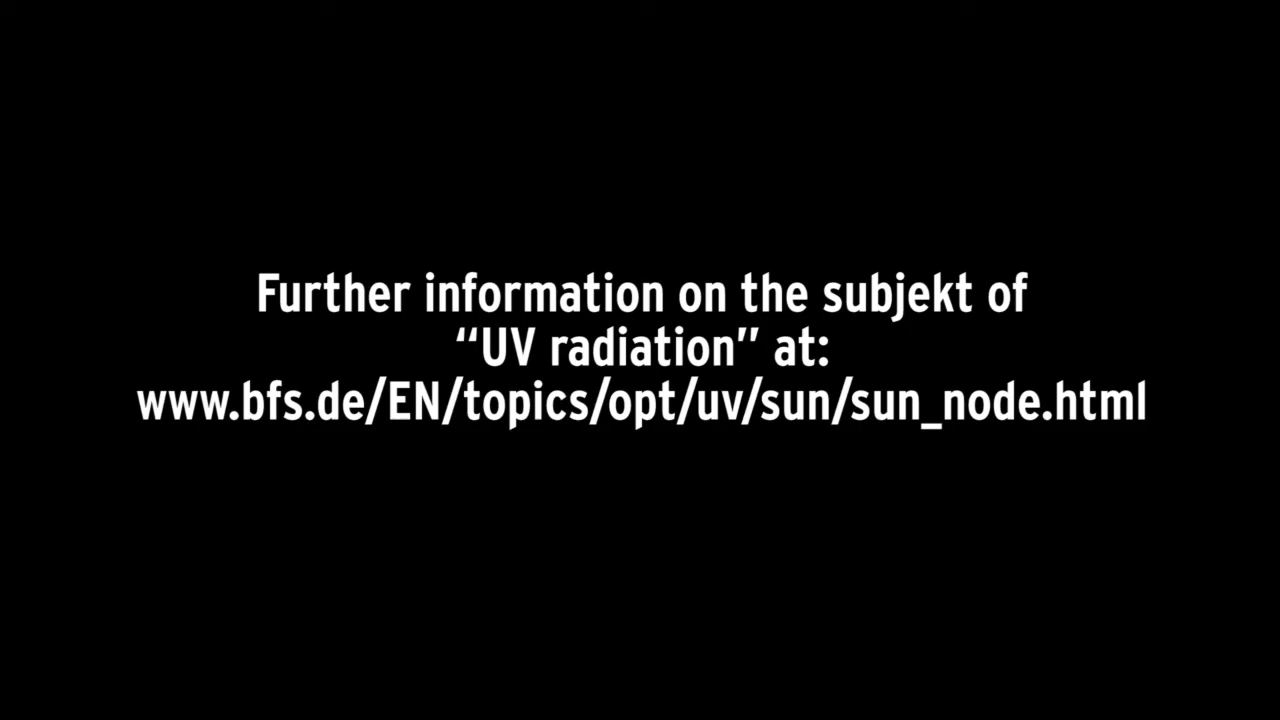 Further information on the subjekt of
“UV radiation” at:
www.bfs.de/EN/topics/opt/uv/sun/sun_node.html